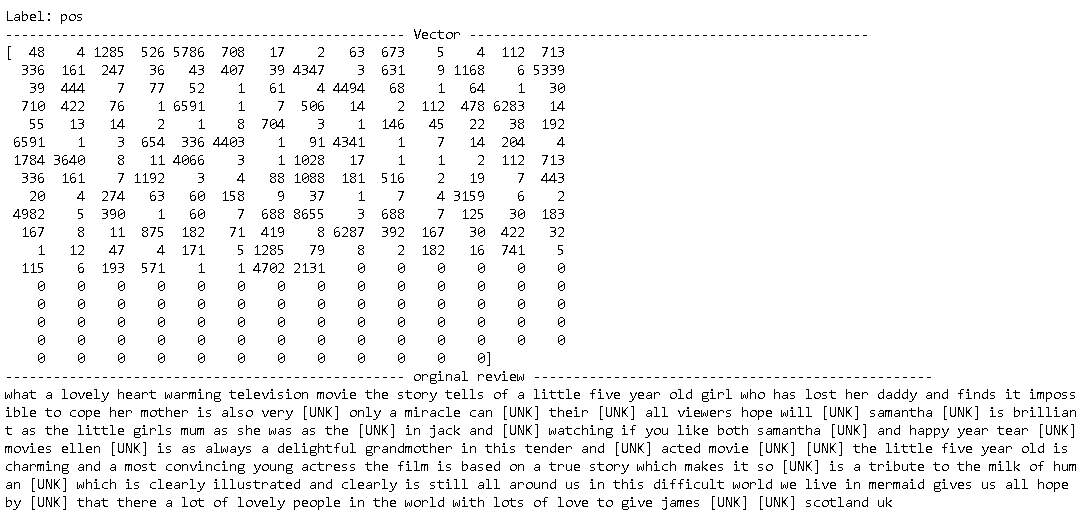 Label: pos
-------------------------------------------------- Vector --------------------------------------------------
[ 48 4 1285 526 5786 708 17 2 63 673 5 4 112 713
336 161 247 36 43 407 39 4347 3 631 9 1168 6 5339
39 444 7 77 52 1 61 4 4494 68 1 64 1 30
710 422 76 1 6591 1 7 506 14 2 112 478 6283 14
55 13 14 2 1 8 704 3 1 146 45 22 38 192
6591 1 3 654 336 4403 1 91 4341 1 7 14 204 4
1784 3640 8 11 4066 3 1 1028 17 1 1 2 112 713
336 161 7 1192 3 4 88 1088 181 516 2 19 7 443
20 4 274 63 60 158 9 37 1 7 4 3159 6 2
4982 5 390 1 60 7 688 8655 3 688 7 125 30 183
167 8 11 875 182 71 419 8 6287 392 167 30 422 32
1 12 47 4 171 5 1285 79 8 2 182 16 741 5
115 6 193 571 1 1 4702 2131 0 0 0 0 0 0
0 0 0 0 0 0 0 0 0 0 0 0 0 0
0 0 0 0 0 0 0 0 0 0 0 0 0 0
0 0 0 0 0 0 0 0 0 0 0 0 0 0
0 0 0 0 0 0 0 0 0 0 0 0 0 0
0 0 0 0 0 0 0 0 0 0 0 0]
-------------------------------------------------- orginal review --------------------------------------------------
what a lovely heart warming television movie the story tells of a little five year old girl who has lost her daddy and finds it impos
ible to cope her mother is also very [UNK] only a miracle can [UNK] their [UNK] all viewers hope will [UNK] samantha [UNK] is brillian
t as the little girls mum as she was as the [UNK] in jack and [UNK] watching if you like both samantha [UNK] and happy year tear [UNK]
movies ellen [UNK] is as always a delightful grandmother in this tender and [UNK] acted movie [UNK] [UNK] the little five year old is
charming and a most convincing young actress the film is based on a true story which makes it so [UNK] is a tribute to the milk of hum
an [UNK] which is clearly illustrated and clearly is still all around us in this difficult world we live in mermaid gives us all hope
by [UNK] that there a lot of lovely people in the world with lots of love to give james [UNK] [UNK] scotland uk